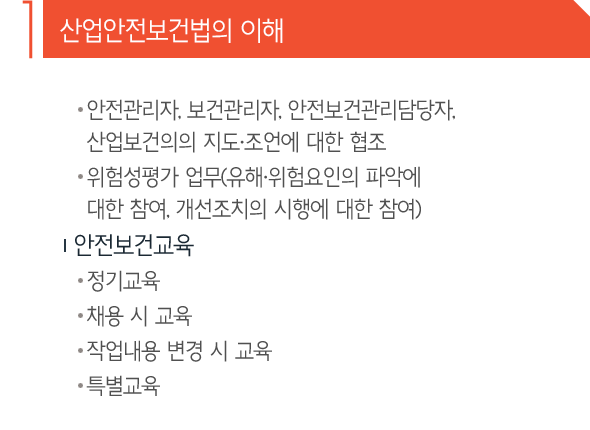 1 산업안전보건법의 이해
• 안전관리자, 보건관리자, 안전보건관리담당자,
산업보건의의 지도·조언에 대한 협조
• 위험성평가 업무(유해·위험요인의 파악에
대한 참여, 개선조치의 시행에 대한 참여)
ı 안전보건교육
• 정기교육
• 채용 시 교육
• 작업내용 변경 시 교육
• 특별교육